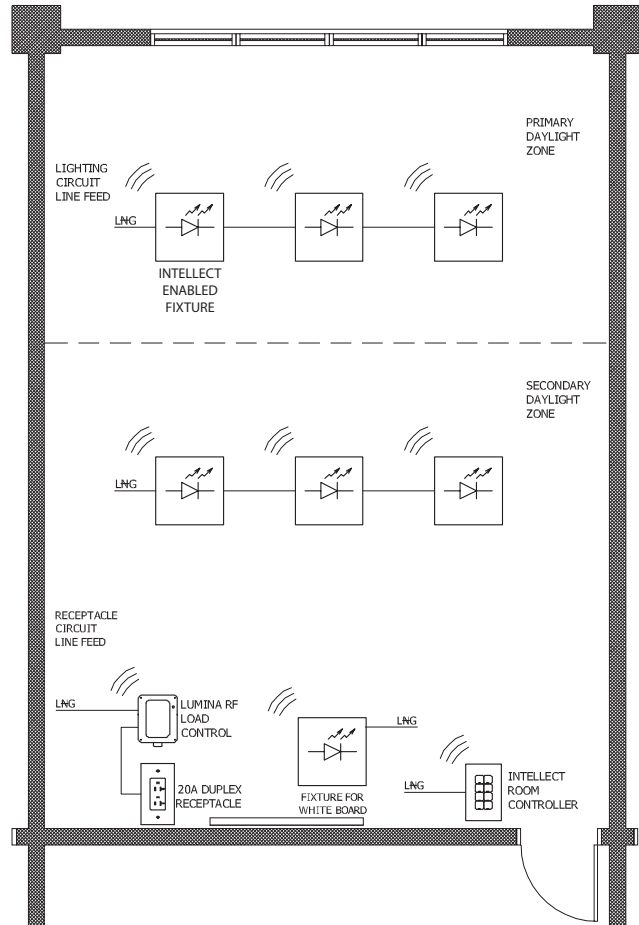 PRIMARY
DAYLIGHT
ZONE
LIGHTING
CIRCUIT
LINE FEED
LNG
INTELLECT
ENABLED
FIXTURE
SECONDARY
DAYLIGHT
ZONE
LNG
RECEPTACLE
CIRCUIT
LINE FEED
LNG
LUMINA RF
LOAD
CONTROL
LNG
20A DUPLEX
RECEPTACLE
FIXTURE FOR
WHITE BOARD
LNG
INTELLECT
ROOM
CONTROLLER